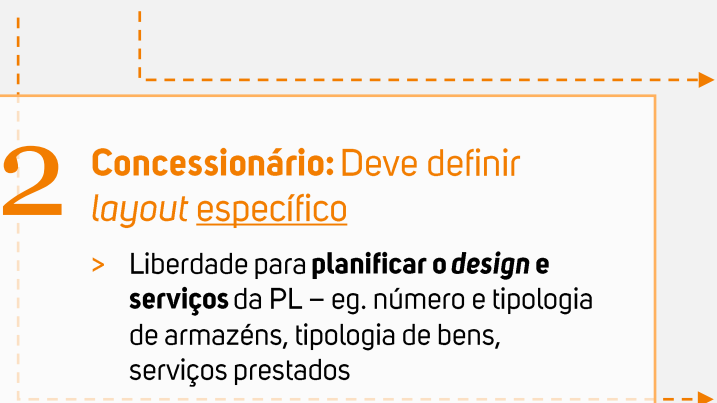 2
Concessionário: Deve definir
layout específico
> Liberdade para planificar o design e
serviços da PL – eg. número e tipologia
de armazéns, tipologia de bens,
serviços prestados